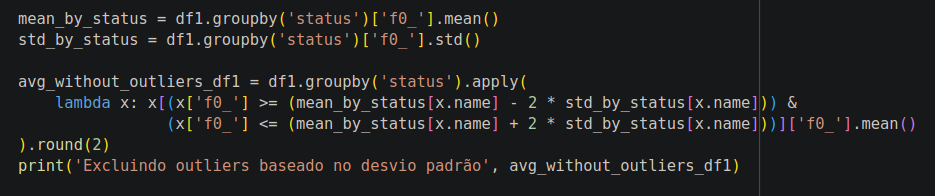 mean_by_status = df1.groupby('status')['f0_'].mean()
std_by_status = df1.groupby('status')['f0_'].std()

avg_without_outliers_df1 = df1.groupby('status').apply(
    lambda x: x[(x['f0_'] >= (mean_by_status[x.name] - 2 * std_by_status[x.name])) &
                (x['f0_'] <= (mean_by_status[x.name] + 2 * std_by_status[x.name]))]['f0_'].mean()
).round(2)
print('Excluindo outliers baseado no desvio padrão', avg_without_outliers_df1)